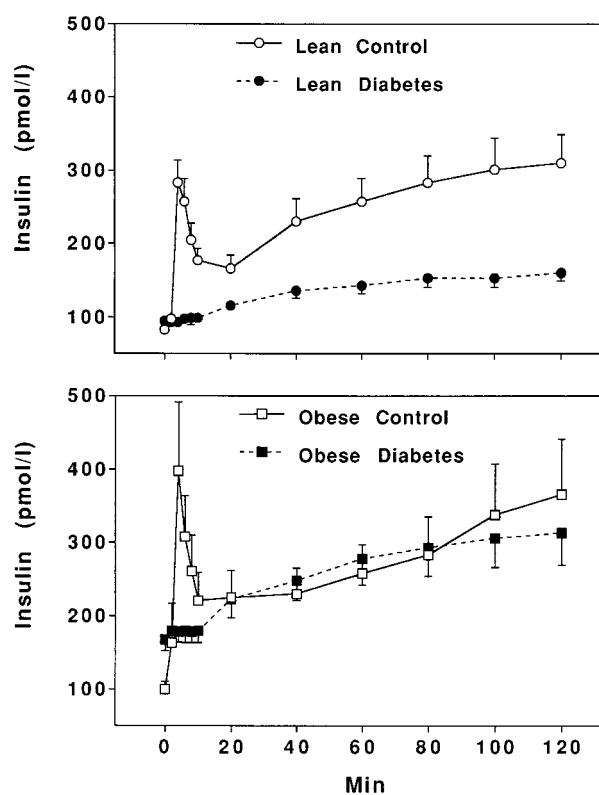 500
400
300
200
100
Insulin (pmol/l)
Lean Control
Lean Diabetes
500
400
300
200
100
Insulin (pmol/l)
Obese Control
Obese Diabetes
0 20 40 60 80 100 120
Min